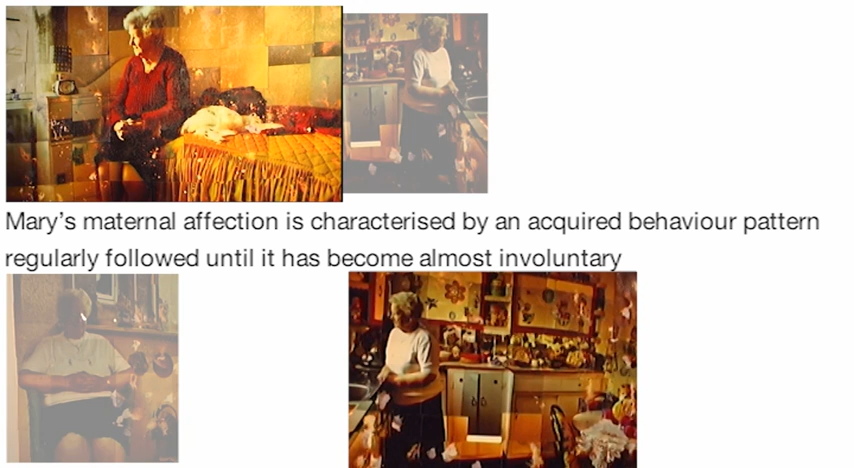 Mary’s maternal affection is characterised by an acquired behaviour pattern
regularly followed until it has become almost involuntary